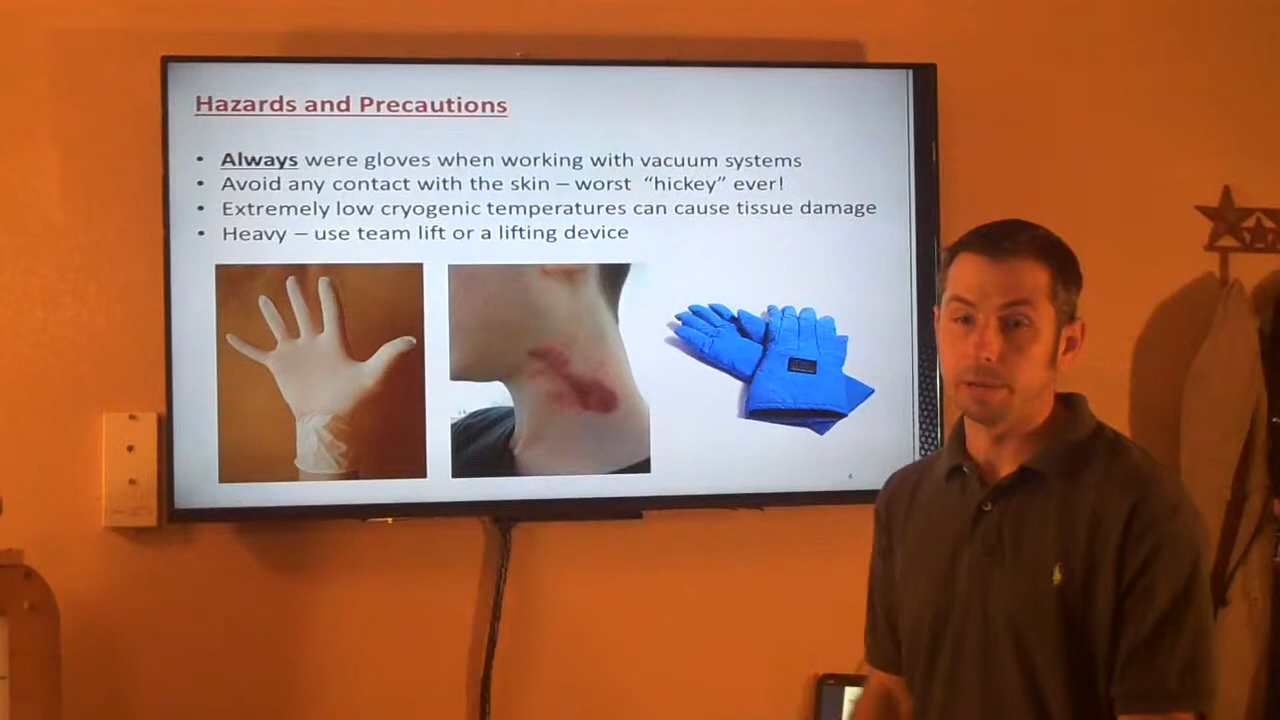 Hazards and Precautions
• Always were gloves when working with vacuum systems
• Avoid any contact with the skin – worst “hickey” ever!
• Extremely low cryogenic temperatures can cause tissue damage
• Heavy – use team lift or a lifting device
6